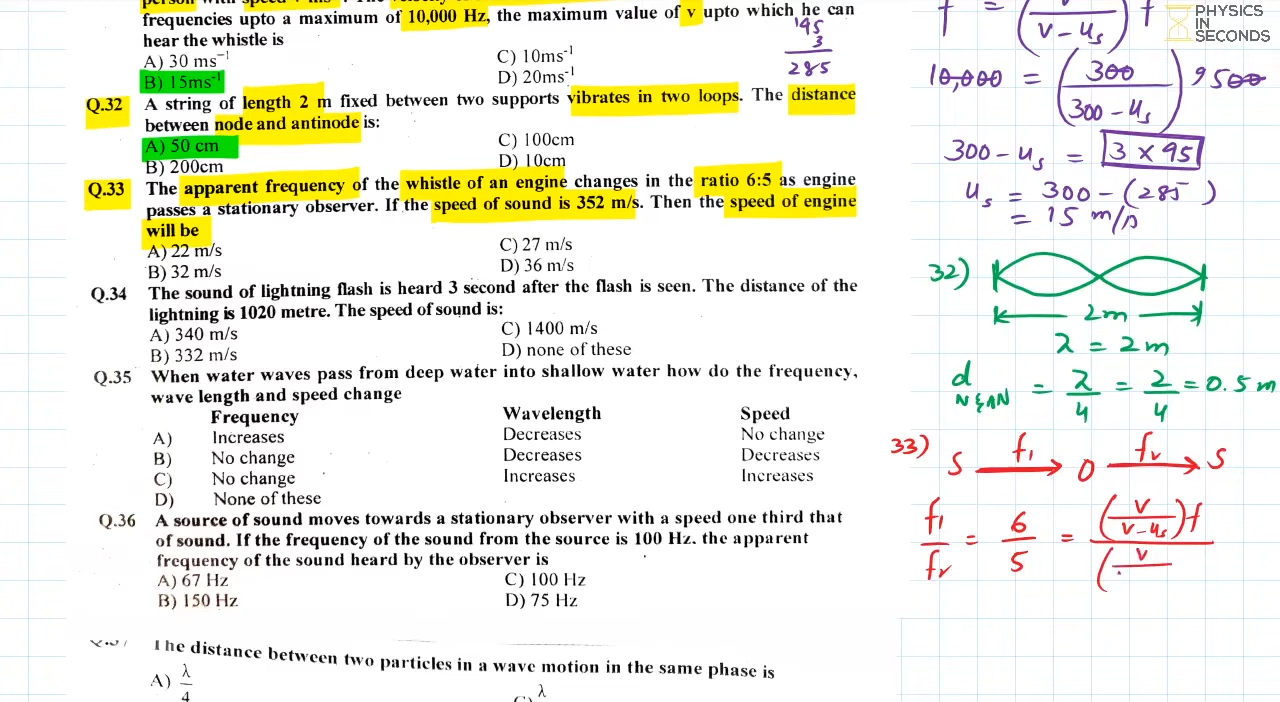 person with speed v ms⁻¹. The velocity of
frequencies upto a maximum of 10,000 Hz, the maximum value of v upto which he can
hear the whistle is
A) 30 ms⁻¹
C) 10ms⁻¹
B) 15ms⁻¹
D) 20ms⁻¹
95
3
285
Q.32 A string of length 2 m fixed between two supports vibrates in two loops. The distance
between node and antinode is:
A) 50 cm
C) 100cm
B) 200cm
D) 10cm
Q.33 The apparent frequency of the whistle of an engine changes in the ratio 6:5 as engine
passes a stationary observer. If the speed of sound is 352 m/s. Then the speed of engine
will be
A) 22 m/s
C) 27 m/s
B) 32 m/s
D) 36 m/s
Q.34 The sound of lightning flash is heard 3 second after the flash is seen. The distance of the
lightning is 1020 metre. The speed of sound is:
A) 340 m/s
C) 1400 m/s
B) 332 m/s
D) none of these
Q.35 When water waves pass from deep water into shallow water how do the frequency,
wave length and speed change
Frequency Wavelength Speed
A) Increases Decreases No change
B) No change Decreases Decreases
C) No change Increases Increases
D) None of these
Q.36 A source of sound moves towards a stationary observer with a speed one third that
of sound. If the frequency of the sound from the source is 100 Hz. the apparent
frequency of the sound heard by the observer is
A) 67 Hz
C) 100 Hz
B) 150 Hz
D) 75 Hz
The distance between two particles in a wave motion in the same phase is
A) λ/4
C) λ
PHYSICS
IN
SECONDS
f = (v / v - us) f
10,000 = (300 / 300 - us) 9500
300 - us = 3 × 95
us = 300 - (285)
= 15 m/s
32)
2m
λ = 2m
d N&AN = λ/4 = 2/4 = 0.5 m
33) S f1 O fr S
f1/fr = 6/5 = (v / v - us) f
(v